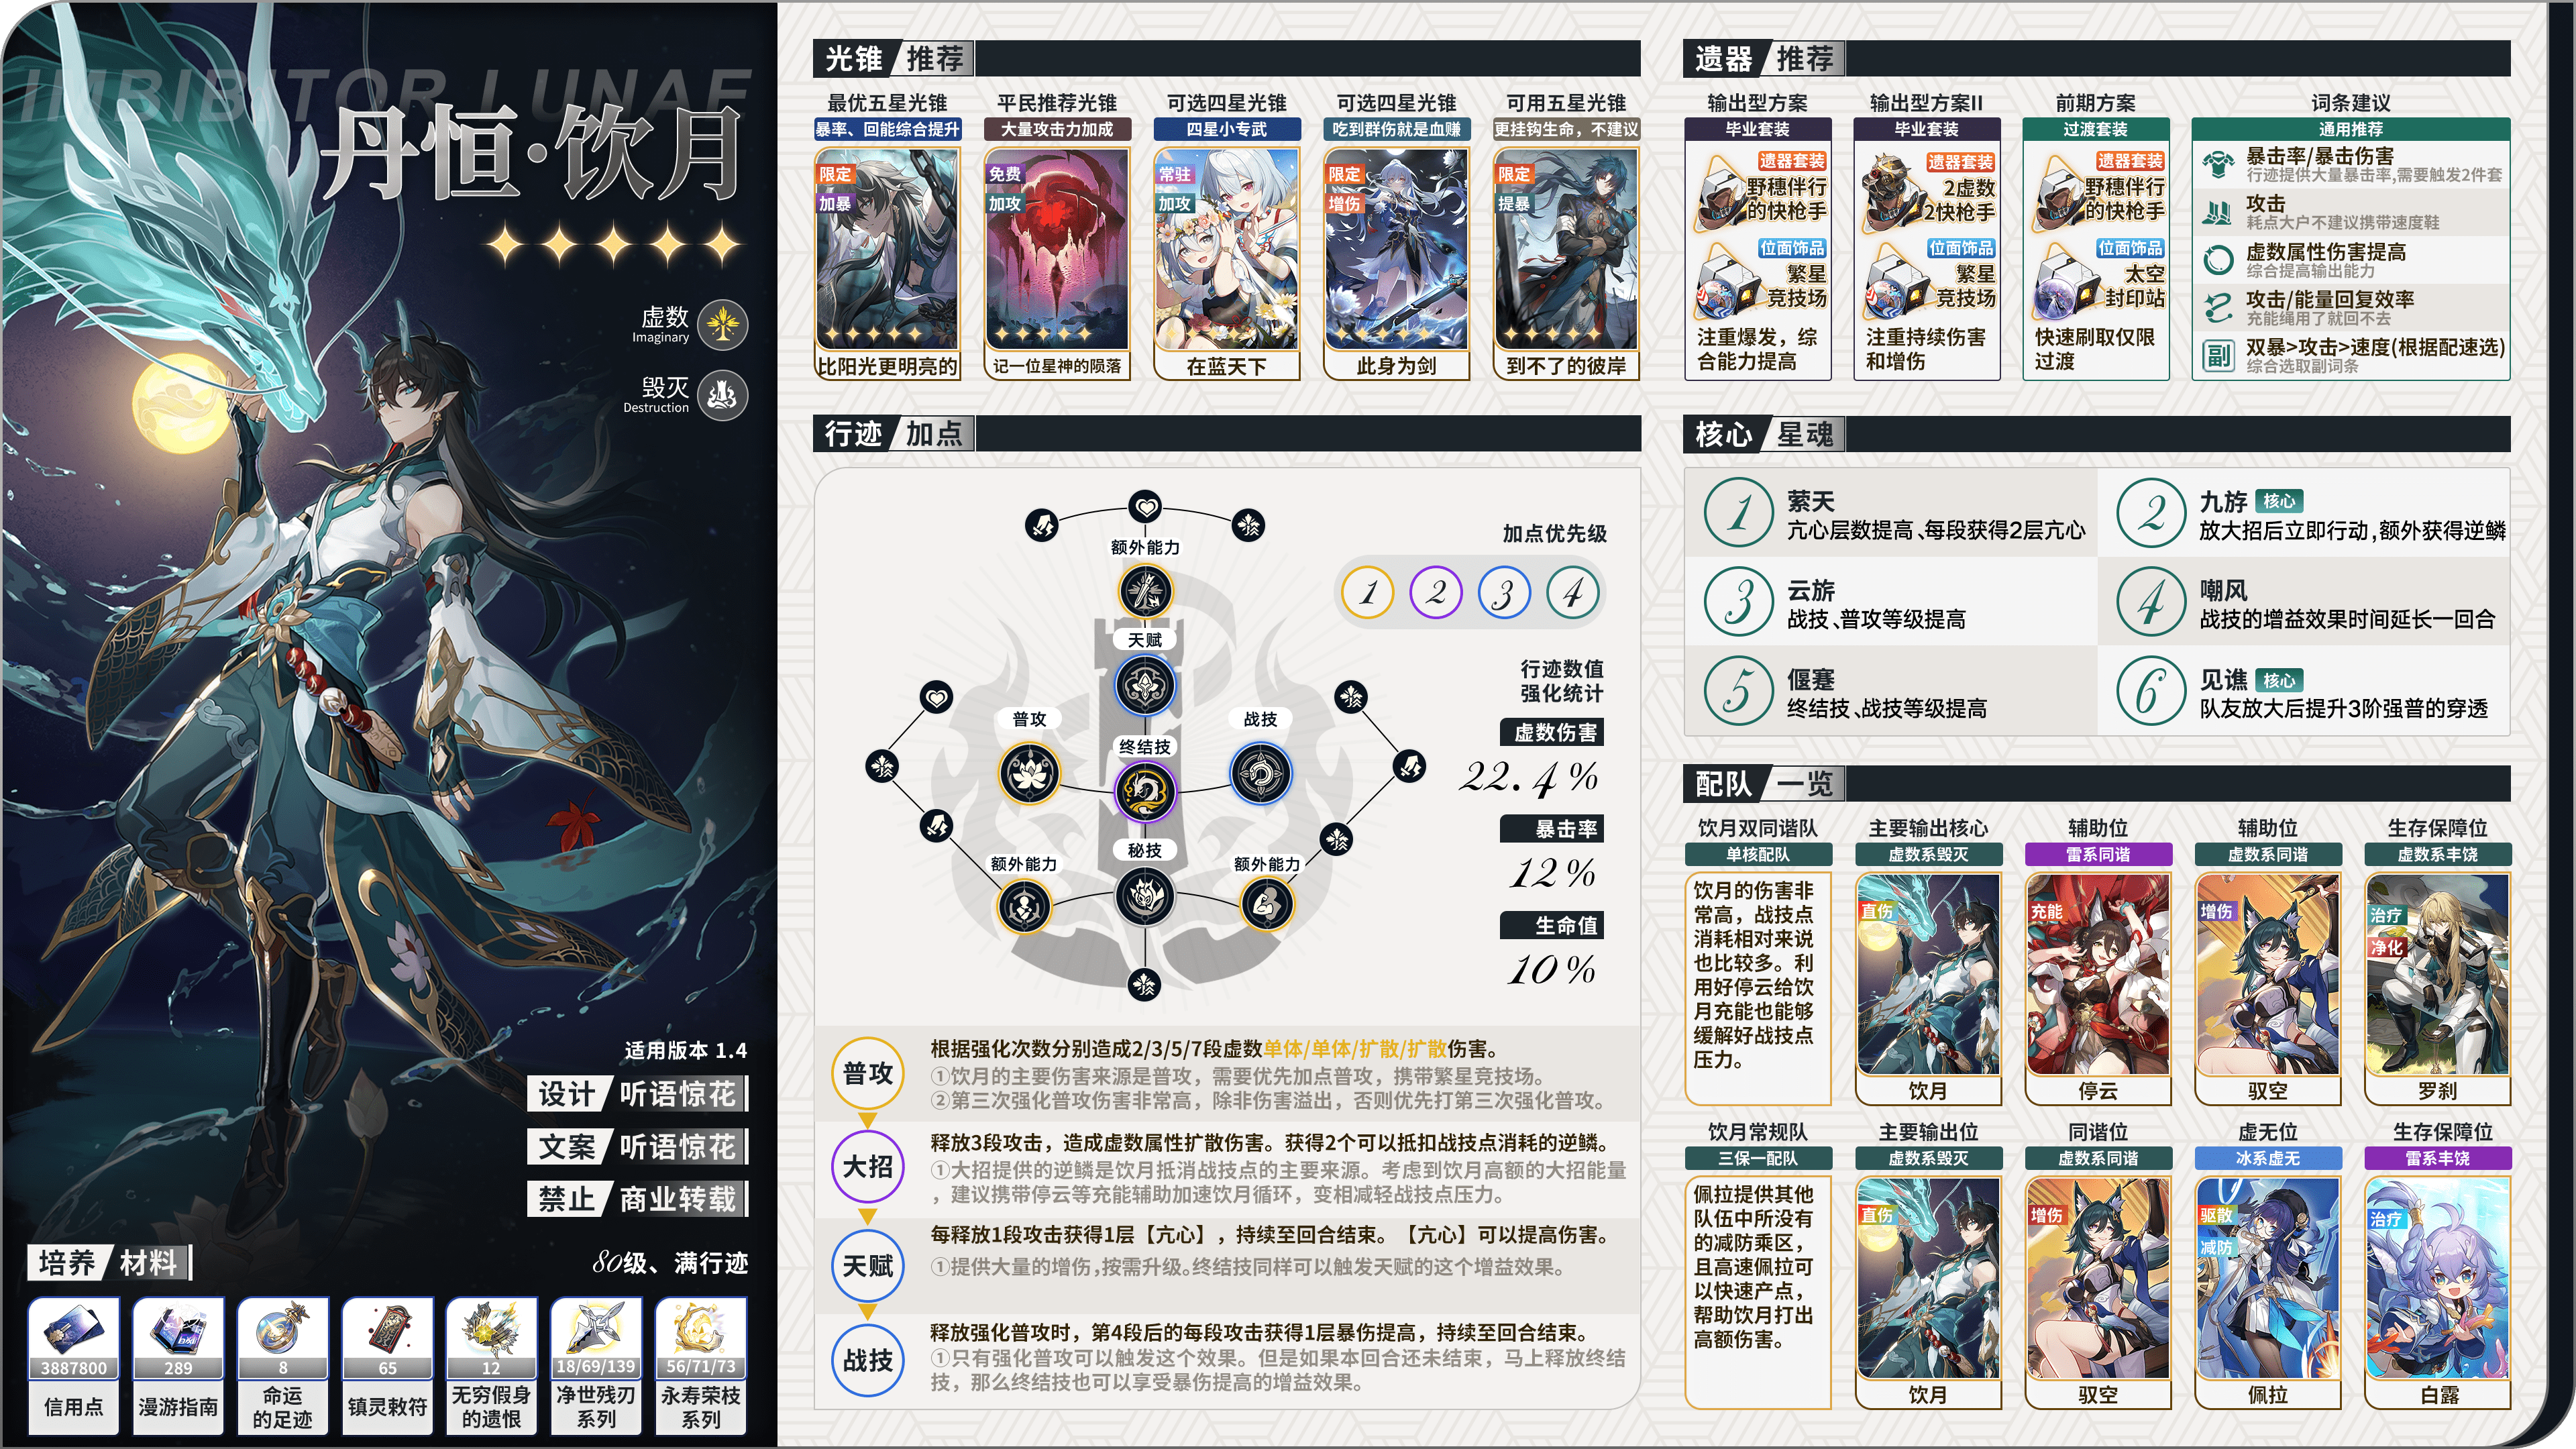 IMBIBITOR LUNAE
丹恒·饮月
虚数
Imaginary
毁灭
Destruction
适用版本 1.4
设计 听语惊花
文案 听语惊花
禁止 商业转载
培养 材料
80级、满行迹
3887800
信用点
289
漫游指南
8
命运
的足迹
65
镇灵敕符
12
无穷假身
的遗恨
18/69/139
净世残刃
系列
56/71/73
永寿荣枝
系列
光锥 推荐
最优五星光锥
暴率、回能综合提升
限定
加暴
比阳光更明亮的
平民推荐光锥
大量攻击力加成
免费
加攻
记一位星神的陨落
可选四星光锥
四星小专武
常驻
加攻
在蓝天下
可选四星光锥
吃到群伤就是血赚
限定
增伤
此身为剑
可用五星光锥
更挂钩生命，不建议
限定
提暴
到不了的彼岸
行迹 加点
额外能力
天赋
普攻
战技
终结技
秘技
额外能力
额外能力
加点优先级
1 2 3 4
行迹数值
强化统计
虚数伤害
22.4%
暴击率
12%
生命值
10%
普攻
根据强化次数分别造成2/3/5/7段虚数单体/单体/扩散/扩散伤害。
①饮月的主要伤害来源是普攻，需要优先加点普攻，携带繁星竞技场。
②第三次强化普攻伤害非常高，除非伤害溢出，否则优先打第三次强化普攻。
大招
释放3段攻击，造成虚数属性扩散伤害。获得2个可以抵扣战技点消耗的逆鳞。
①大招提供的逆鳞是饮月抵消战技点的主要来源。考虑到饮月高额的大招能量
，建议携带停云等充能辅助加速饮月循环，变相减轻战技点压力。
天赋
每释放1段攻击获得1层【亢心】，持续至回合结束。【亢心】可以提高伤害。
①提供大量的增伤,按需升级。终结技同样可以触发天赋的这个增益效果。
战技
释放强化普攻时，第4段后的每段攻击获得1层暴伤提高，持续至回合结束。
①只有强化普攻可以触发这个效果。但是如果本回合还未结束，马上释放终结
技，那么终结技也可以享受暴伤提高的增益效果。
遗器 推荐
输出型方案
毕业套装
遗器套装
野穗伴行
的快枪手
位面饰品
繁星
竞技场
注重爆发，综
合能力提高
输出型方案II
毕业套装
遗器套装
2虚数
2快枪手
位面饰品
繁星
竞技场
注重持续伤害
和增伤
前期方案
过渡套装
遗器套装
野穗伴行
的快枪手
位面饰品
太空
封印站
快速刷取仅限
过渡
词条建议
通用推荐
暴击率/暴击伤害
行迹提供大量暴击率,需要触发2件套
攻击
耗点大户不建议携带速度鞋
虚数属性伤害提高
综合提高输出能力
攻击/能量回复效率
充能绳用了就回不去
副
双暴>攻击>速度(根据配速选)
综合选取副词条
核心 星魂
1
萦天
亢心层数提高、每段获得2层亢心
2
九斿 核心
放大招后立即行动,额外获得逆鳞
3
云旂
战技、普攻等级提高
4
嘲风
战技的增益效果时间延长一回合
5
偃蹇
终结技、战技等级提高
6
见谯 核心
队友放大后提升3阶强普的穿透
配队 一览
饮月双同谐队
单核配队
饮月的伤害非
常高，战技点
消耗相对来说
也比较多。利
用好停云给饮
月充能也能够
缓解好战技点
压力。
主要输出核心
虚数系毁灭
直伤
饮月
辅助位
雷系同谐
充能
停云
辅助位
虚数系同谐
增伤
驭空
生存保障位
虚数系丰饶
治疗
净化
罗刹
饮月常规队
三保一配队
佩拉提供其他
队伍中所没有
的减防乘区，
且高速佩拉可
以快速产点，
帮助饮月打出
高额伤害。
主要输出位
虚数系毁灭
直伤
饮月
同谐位
虚数系同谐
增伤
驭空
虚无位
冰系虚无
驱散
减防
佩拉
生存保障位
雷系丰饶
治疗
白露